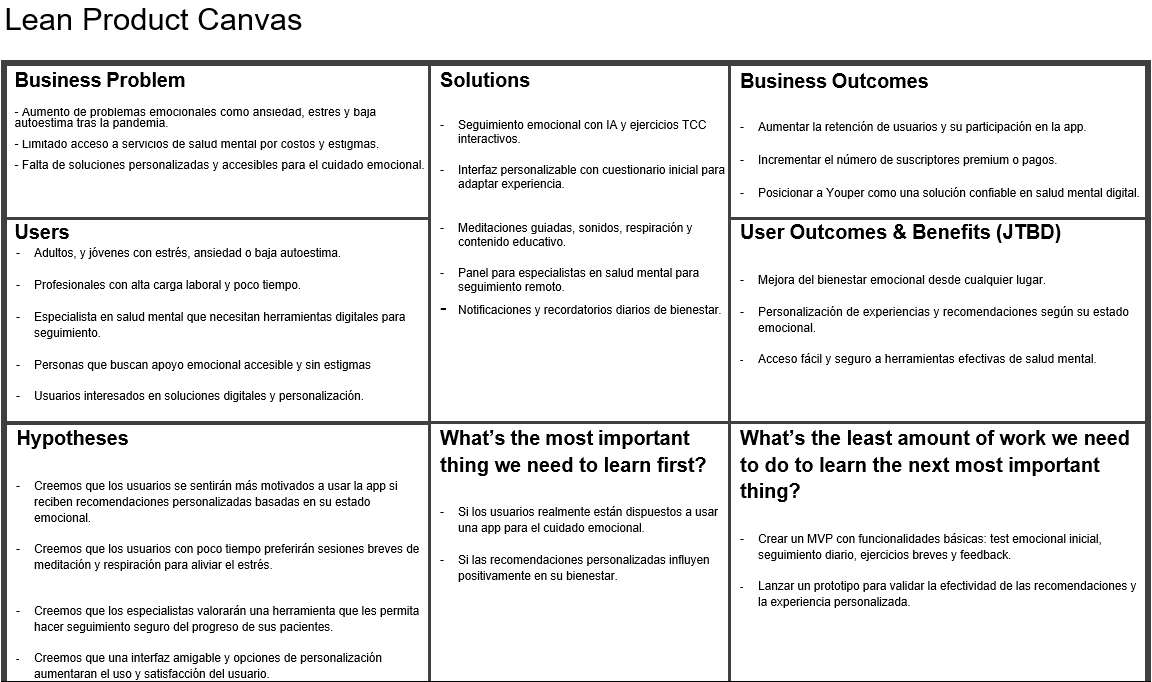 Lean Product Canvas
Business Problem
- Aumento de problemas emocionales como ansiedad, estrés y baja
autoestima tras la pandemia.
- Limitado acceso a servicios de salud mental por costos y estigmas.
- Falta de soluciones personalizadas y accesibles para el cuidado emocional.
Users
- Adultos, y jóvenes con estrés, ansiedad o baja autoestima.
- Profesionales con alta carga laboral y poco tiempo.
- Especialista en salud mental que necesitan herramientas digitales para
seguimiento.
- Personas que buscan apoyo emocional accesible y sin estigmas
- Usuarios interesados en soluciones digitales y personalización.
Solutions
- Seguimiento emocional con IA y ejercicios TCC
interactivos.
- Interfaz personalizable con cuestionario inicial para
adaptar experiencia.
- Meditaciones guiadas, sonidos, respiración y
contenido educativo.
- Panel para especialistas en salud mental para
seguimiento remoto.
- Notificaciones y recordatorios diarios de bienestar.
Business Outcomes
- Aumentar la retención de usuarios y su participación en la app.
- Incrementar el número de suscriptores premium o pagos.
- Posicionar a Youper como una solución confiable en salud mental digital.
User Outcomes & Benefits (JTBD)
- Mejora del bienestar emocional desde cualquier lugar.
- Personalización de experiencias y recomendaciones según su estado
emocional.
- Acceso fácil y seguro a herramientas efectivas de salud mental.
Hypotheses
- Creemos que los usuarios se sentirán más motivados a usar la app si
reciben recomendaciones personalizadas basadas en su estado
emocional.
- Creemos que los usuarios con poco tiempo preferirán sesiones breves de
meditación y respiración para aliviar el estrés.
- Creemos que los especialistas valorarán una herramienta que les permita
hacer seguimiento seguro del progreso de sus pacientes.
- Creemos que una interfaz amigable y opciones de personalización
aumentaran el uso y satisfacción del usuario.
What's the most important
thing we need to learn first?
- Si los usuarios realmente están dispuestos a usar
una app para el cuidado emocional.
- Si las recomendaciones personalizadas influyen
positivamente en su bienestar.
What's the least amount of work we need
to do to learn the next most important
thing?
- Crear un MVP con funcionalidades básicas: test emocional inicial,
seguimiento diario, ejercicios breves y feedback.
- Lanzar un prototipo para validar la efectividad de las recomendaciones y
la experiencia personalizada.